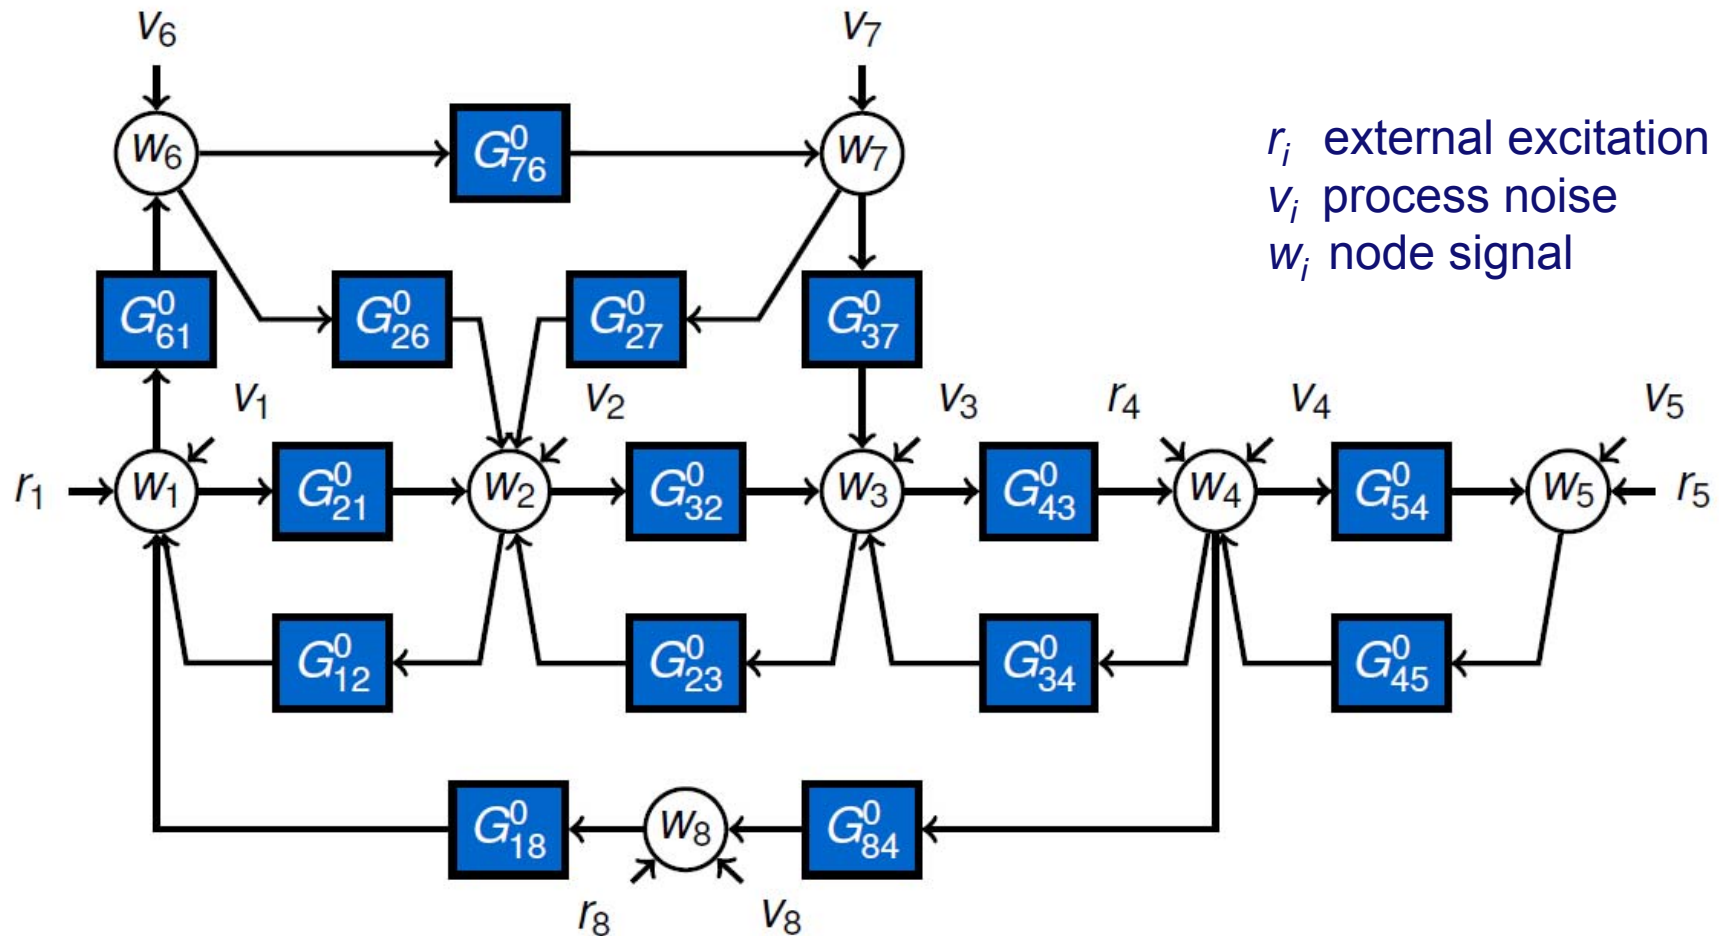 v₆ v₇
w₆ G⁰₇₆ w₇ rᵢ external excitation
vᵢ process noise
wᵢ node signal
G⁰₆₁ G⁰₂₆ G⁰₂₇ G⁰₃₇
v₁ v₂ v₃ r₄ v₄ v₅
r₁ w₁ G⁰₂₁ w₂ G⁰₃₂ w₃ G⁰₄₃ w₄ G⁰₅₄ w₅ r₅
G⁰₁₂ G⁰₂₃ G⁰₃₄ G⁰₄₅
G⁰₁₈ w₈ G⁰₈₄
r₈ v₈